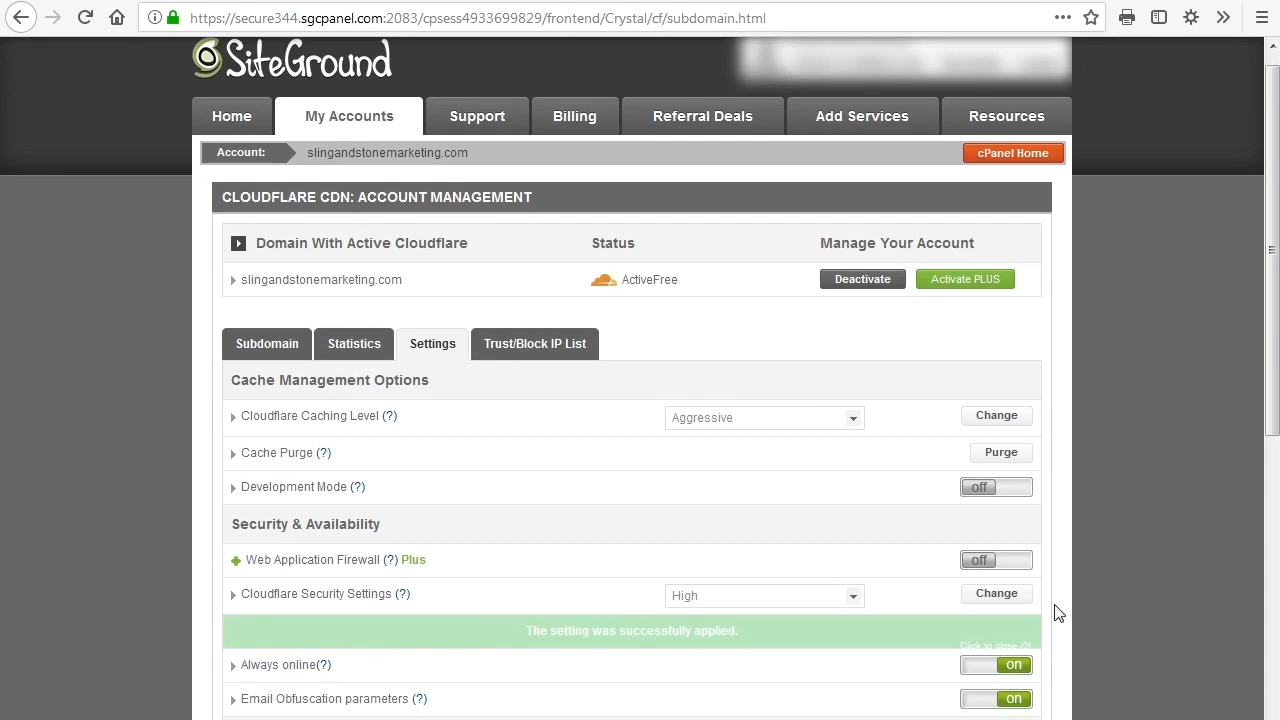 https://secure344.sgcpanel.com:2083/cpsess4933699829/frontend/Crystal/cf/subdomain.html
SiteGround
Home My Accounts Support Billing Referral Deals Add Services Resources
Account: slingandstonemarketing.com cPanel Home
CLOUDFLARE CDN: ACCOUNT MANAGEMENT
Domain With Active Cloudflare Status Manage Your Account
slingandstonemarketing.com ActiveFree Deactivate Activate PLUS
Subdomain Statistics Settings Trust/Block IP List
Cache Management Options
Cloudflare Caching Level (?) Aggressive Change
Cache Purge (?) Purge
Development Mode (?) off
Security & Availability
Web Application Firewall (?) Plus off
Cloudflare Security Settings (?) High Change
The setting was successfully applied.
Click to close (0)
Always online(?) on
Email Obfuscation parameters (?) on